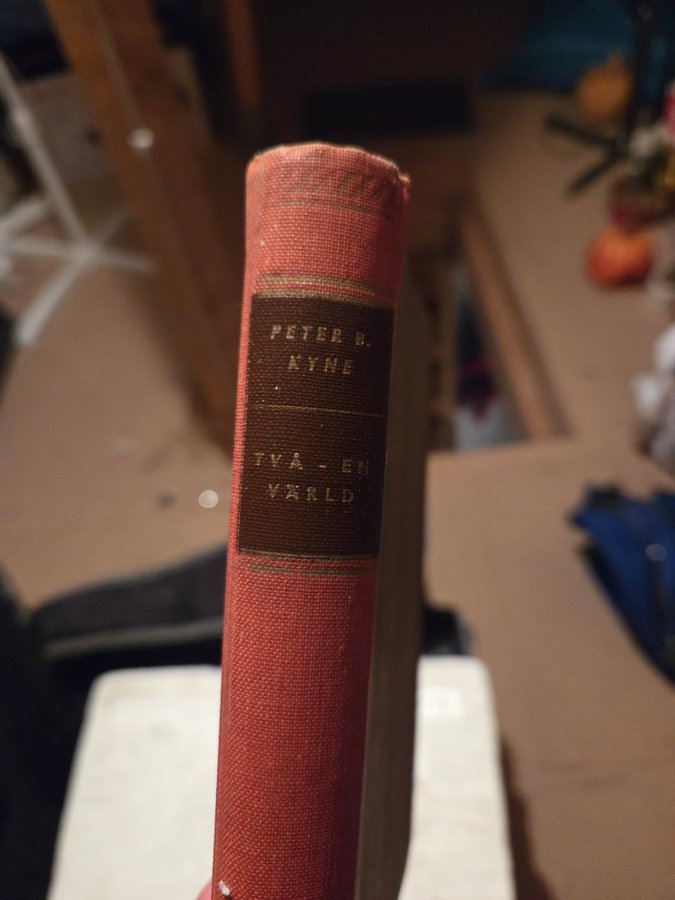 PETER B.
KYNE
TVÅ - EN
VÄRLD